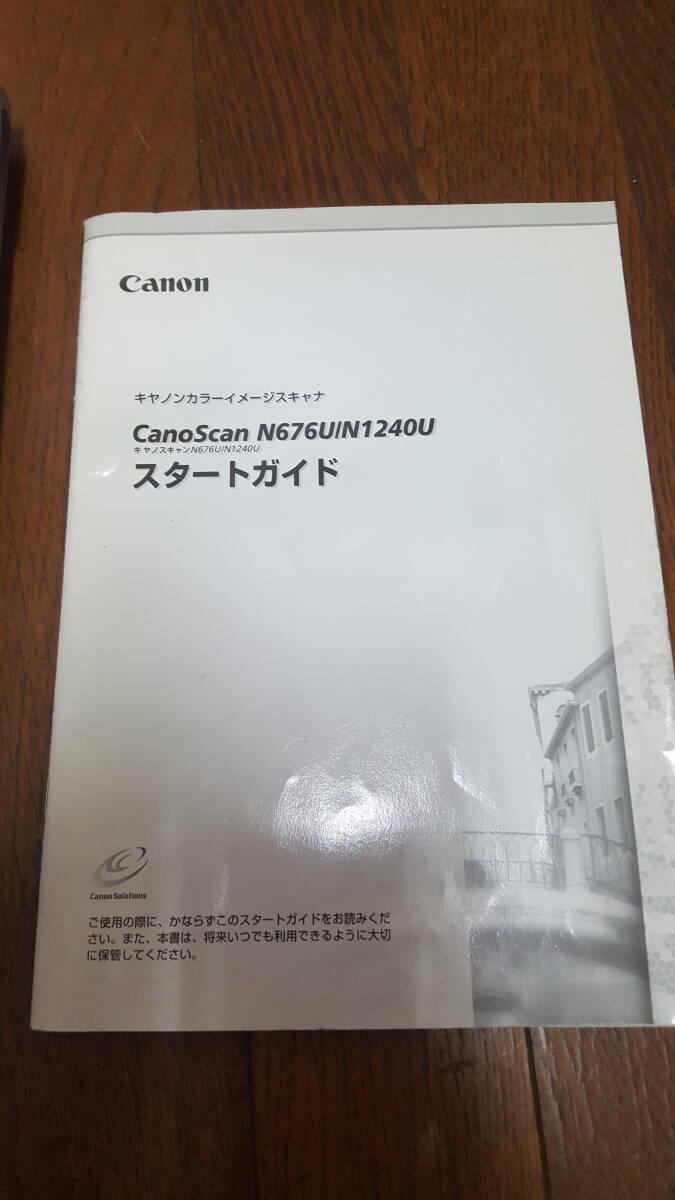 Canon
キヤノンカラーイメージスキャナ
CanoScan N676U/N1240U
キヤノスキャンN676U/N1240U
スタートガイド
Canon Solutions
ご使用の際に、かならずこのスタートガイドをお読みくだ
さい。また、本書は、将来いつでも利用できるように大切
に保管してください。